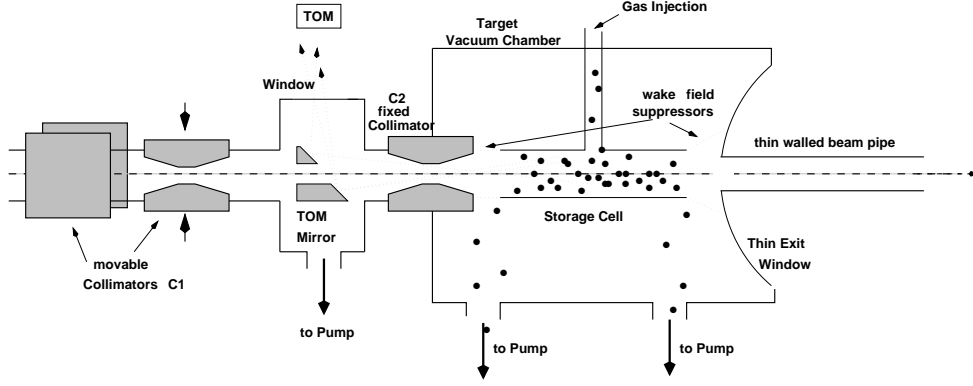 TOM
Gas Injection
Target
Vacuum Chamber
Window
C2
fixed
Collimator
wake field
suppressors
thin walled beam pipe
TOM
Mirror
Storage Cell
movable
Collimators C1
Thin Exit
Window
to Pump
to Pump
to Pump